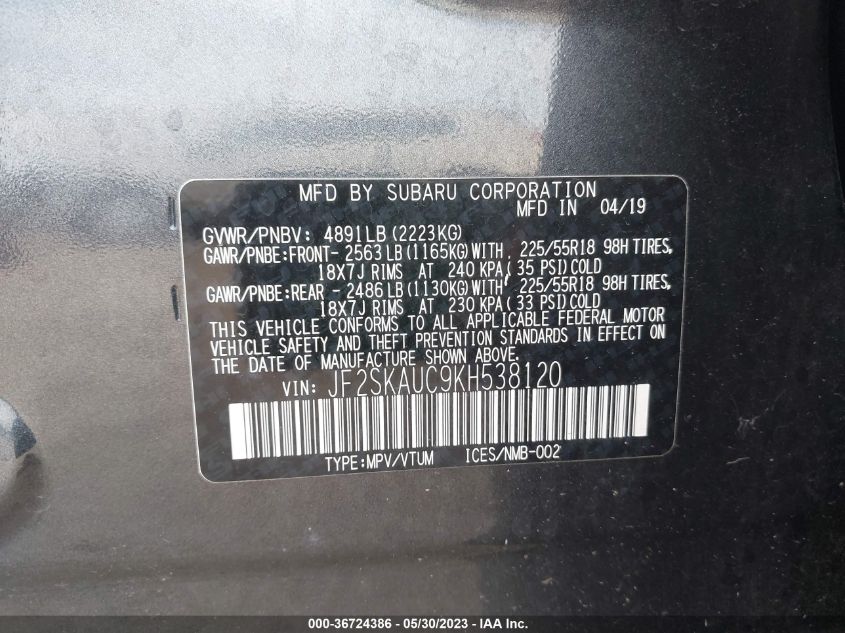 MFD BY SUBARU CORPORATION
MFD IN 04/19
GVWR/PNBV: 4891LB (2223KG)
GAWR/PNBE:FRONT- 2563 LB (1165KG) WITH, 225/55R18 98H TIRES,
18X7J RIMS AT 240 KPA ( 35 PSI) COLD
GAWR/PNBE:REAR - 2486 LB (1130KG) WITH, 225/55R18 98H TIRES,
18X7J RIMS AT 230 KPA ( 33 PSI) COLD
THIS VEHICLE CONFORMS TO ALL APPLICABLE FEDERAL MOTOR
VEHICLE SAFETY AND THEFT PREVENTION STANDARDS IN EFFECT ON
THE DATE OF MANUFACTURE SHOWN ABOVE.
VIN: JF2SKAUC9KH538120
TYPE:MPV/VTUM ICES/NMB-002
000-36724386 - 05/30/2023 - IAA Inc.